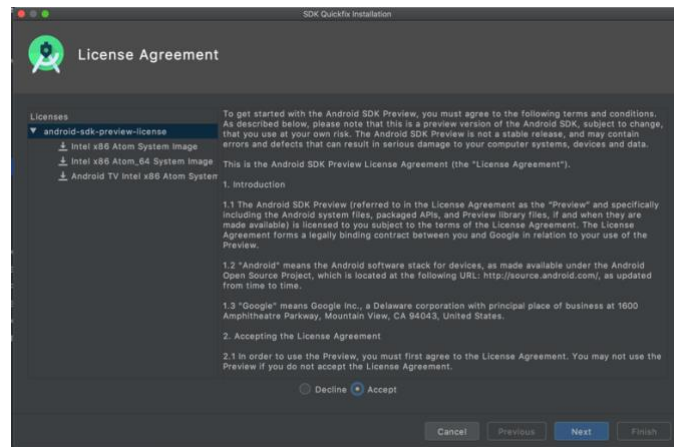 SDK Quickfix Installation
License Agreement
Licenses
android-sdk-preview-license
Intel x86 Atom System Image
Intel x86 Atom_64 System Image
Android TV Intel x86 Atom System
To get started with the Android SDK Preview, you must agree to the following terms and conditions.
As described below, please note that this is a preview version of the Android SDK, subject to change,
that you use at your own risk. The Android SDK Preview is not a stable release, and may contain
errors and defects that can result in serious damage to your computer systems, devices and data.
This is the Android SDK Preview License Agreement (the "License Agreement").
1. Introduction
1.1 The Android SDK Preview (referred to in the License Agreement as the "Preview" and specifically
including the Android system files, packaged APIs, and Preview library files, if and when they are
made available) is licensed to you subject to the terms of the License Agreement. The License
Agreement forms a legally binding contract between you and Google in relation to your use of the
Preview.
1.2 "Android" means the Android software stack for devices, as made available under the Android
Open Source Project, which is located at the following URL: http://source.android.com/, as updated
from time to time.
1.3 "Google" means Google Inc., a Delaware corporation with principal place of business at 1600
Amphitheatre Parkway, Mountain View, CA 94043, United States.
2. Accepting the License Agreement
2.1 In order to use the Preview, you must first agree to the License Agreement. You may not use the
Preview if you do not accept the License Agreement.
Decline Accept
Cancel Previous Next Finish